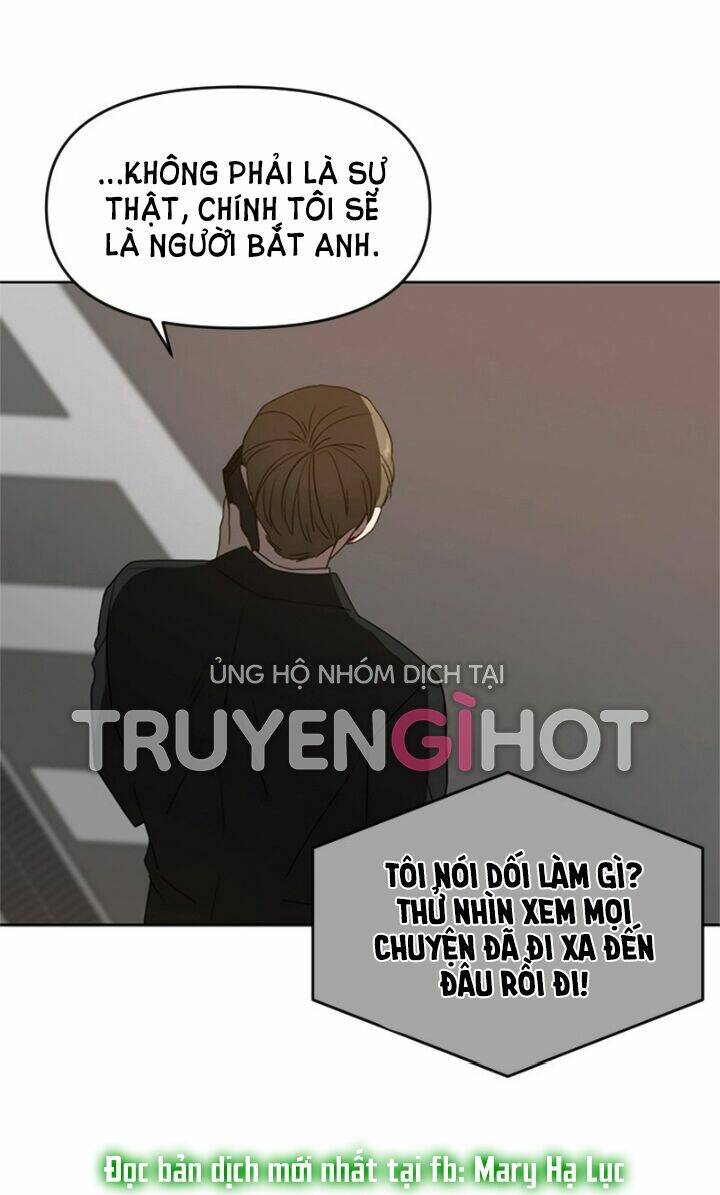 ...KHÔNG PHẢI LÀ SỰ
THẬT, CHÍNH TÔI SẼ
LÀ NGƯỜI BẮT ANH.
ỦNG HỘ NHÓM DỊCH TẠI
TRUYENGIHOT
TÔI NÓI DỐI LÀM GÌ?
THỬ NHÌN XEM MỌI
CHUYỆN ĐÃ ĐI XA ĐẾN
ĐÂU RỒI ĐI!
Đọc bản dịch mới nhất tại fb: Mary Hạ Lục